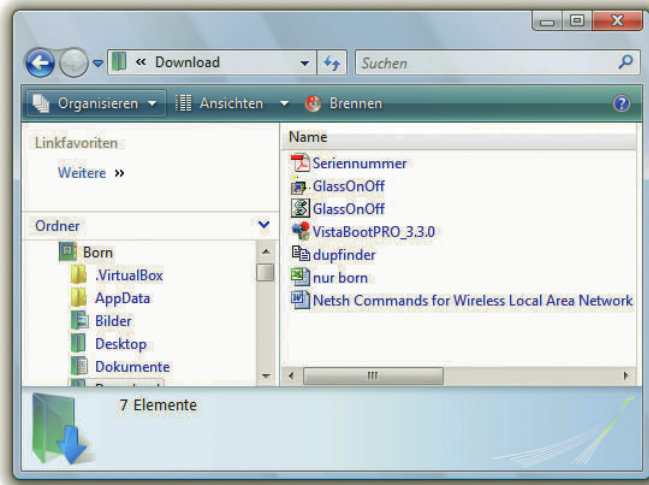 « Download
Suchen
Organisieren
Ansichten
Brennen
Linkfavoriten
Weitere »
Ordner
Born
.VirtualBox
AppData
Bilder
Desktop
Dokumente
Name
Seriennummer
GlassOnOff
GlassOnOff
VistaBootPRO_3.3.0
dupfinder
nur born
Netsh Commands for Wireless Local Area Network
7 Elemente